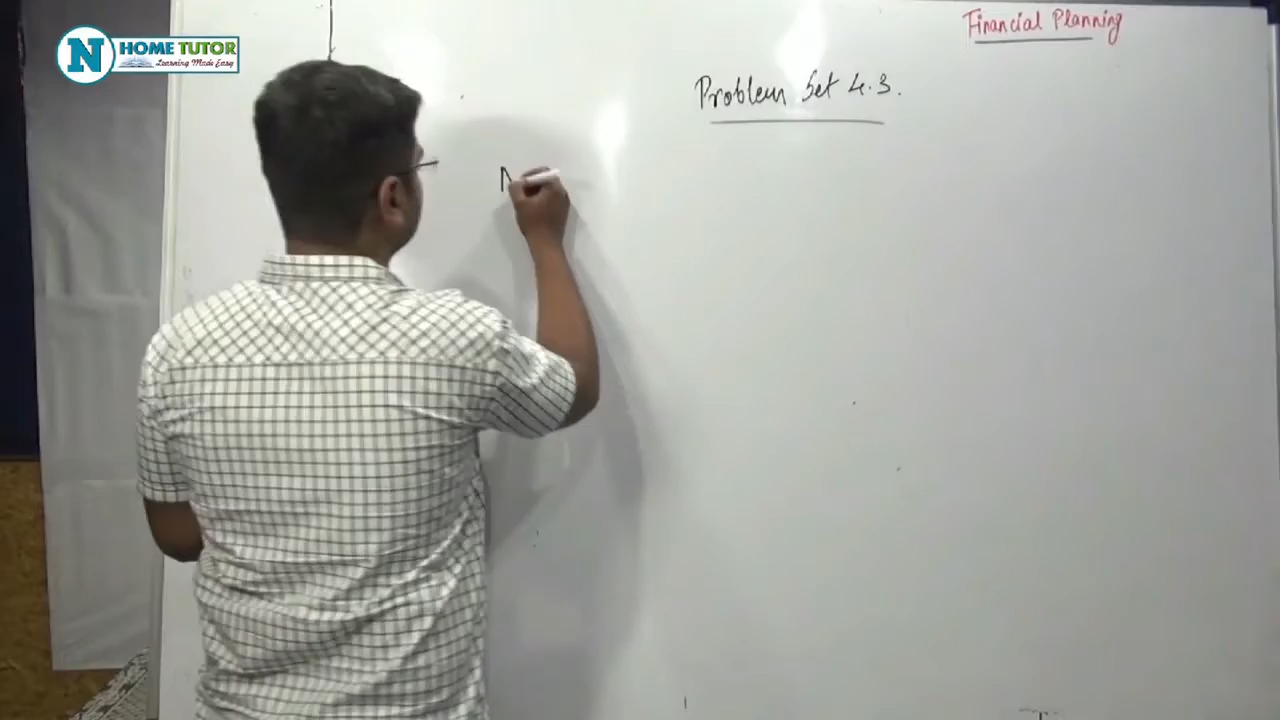 N HOME TUTOR
Learning Made Easy
Financial Planning
Problem Set 4.3.
N